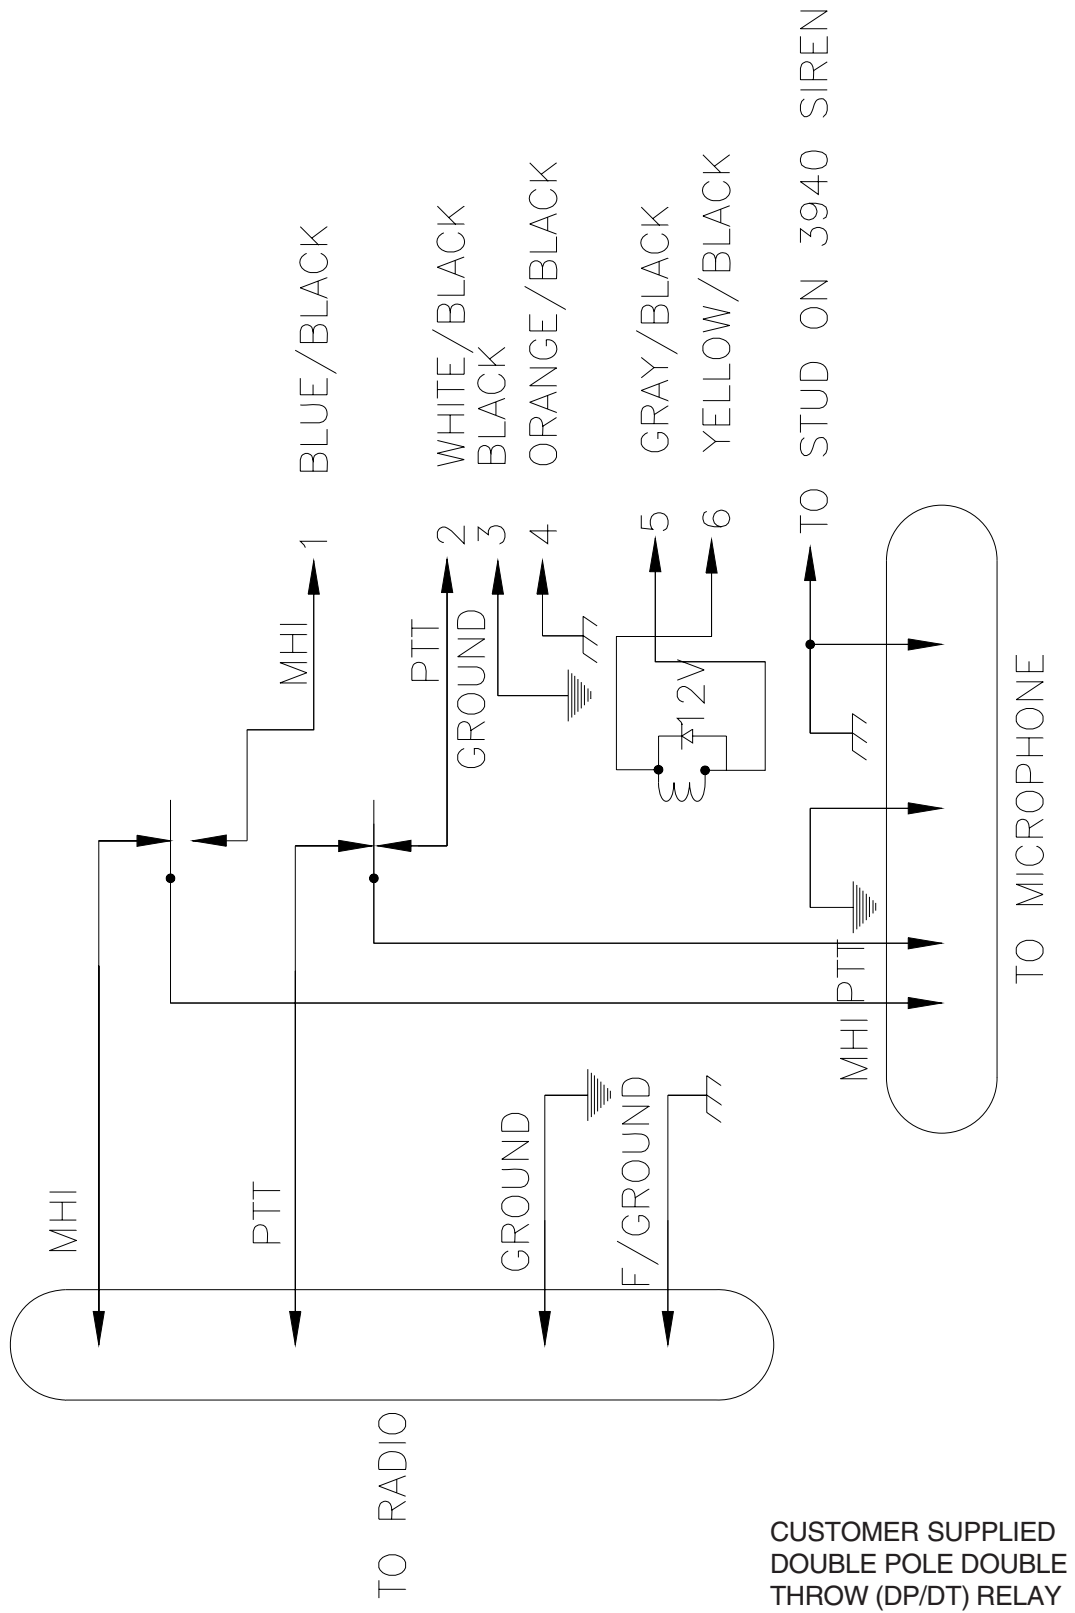 TO STUD ON 3940 SIREN
1 BLUE/BLACK
2 WHITE/BLACK
3 BLACK
4 ORANGE/BLACK
5 GRAY/BLACK
6 YELLOW/BLACK
MHI
PTT
GROUND
12V
MHI
PTT
TO MICROPHONE
MHI
PTT
GROUND
F/GROUND
TO RADIO
CUSTOMER SUPPLIED
DOUBLE POLE DOUBLE
THROW (DP/DT) RELAY